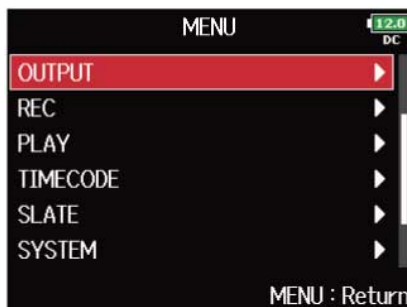 MENU
12.0
DC
OUTPUT
REC
PLAY
TIMECODE
SLATE
SYSTEM
MENU : Return